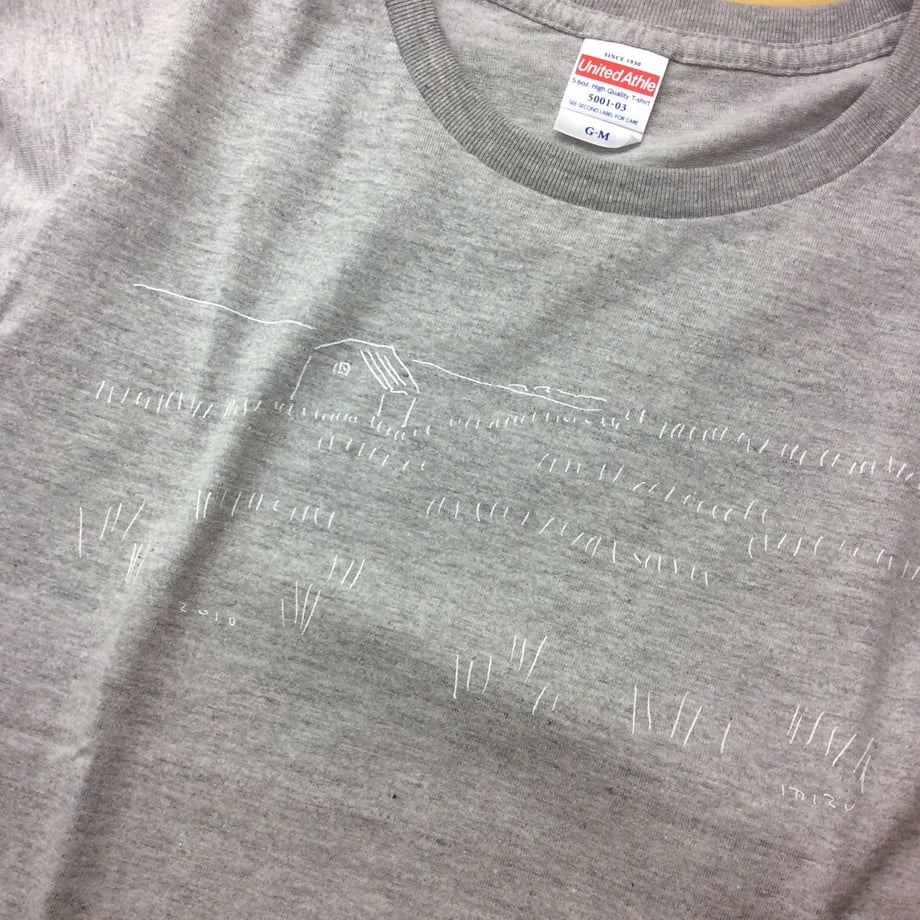 SINCE 1930
United Athle
5.6oz. High Quality T-shirt
5001-03
SEE SECOND LABEL FOR CARE
G-M
2010